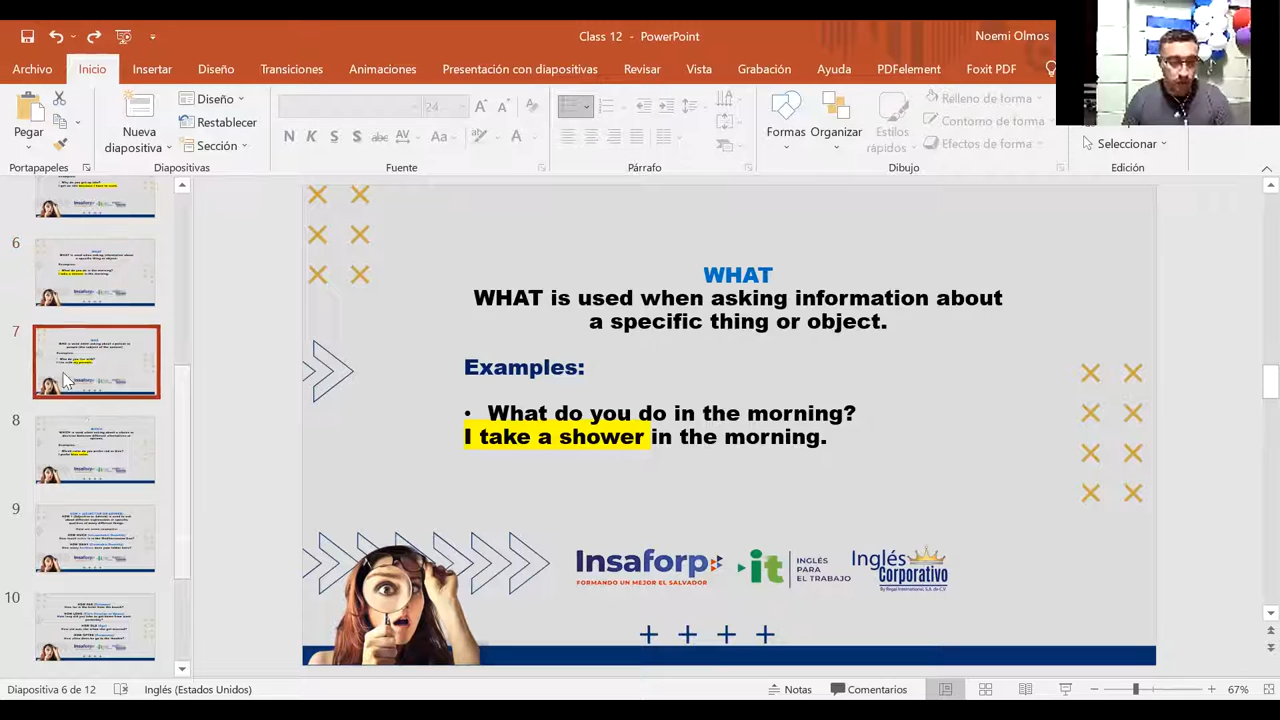 Class 12 - PowerPoint
Noemi Olmos
Archivo Inicio Insertar Diseño Transiciones Animaciones Presentación con diapositivas Revisar Vista Grabación Ayuda PDFelement Foxit PDF
Pegar
Nueva diapositiva
Diseño
Restablecer
Sección
24
N K S S abc AV Aa A
Formas
Organizar
Estilos rápidos
Relleno de forma
Contorno de forma
Efectos de forma
Seleccionar
Portapapeles Diapositivas Fuente Párrafo Dibujo Edición
6
7
8
9
10
WHAT
WHAT is used when asking information about
a specific thing or object.
Examples:
• What do you do in the morning?
I take a shower in the morning.
Insaforp
FORMANDO UN MEJOR EL SALVADOR
it INGLÉS PARA EL TRABAJO
Inglés Corporativo
Diapositiva 6 de 12 Inglés (Estados Unidos) Notas Comentarios 67%